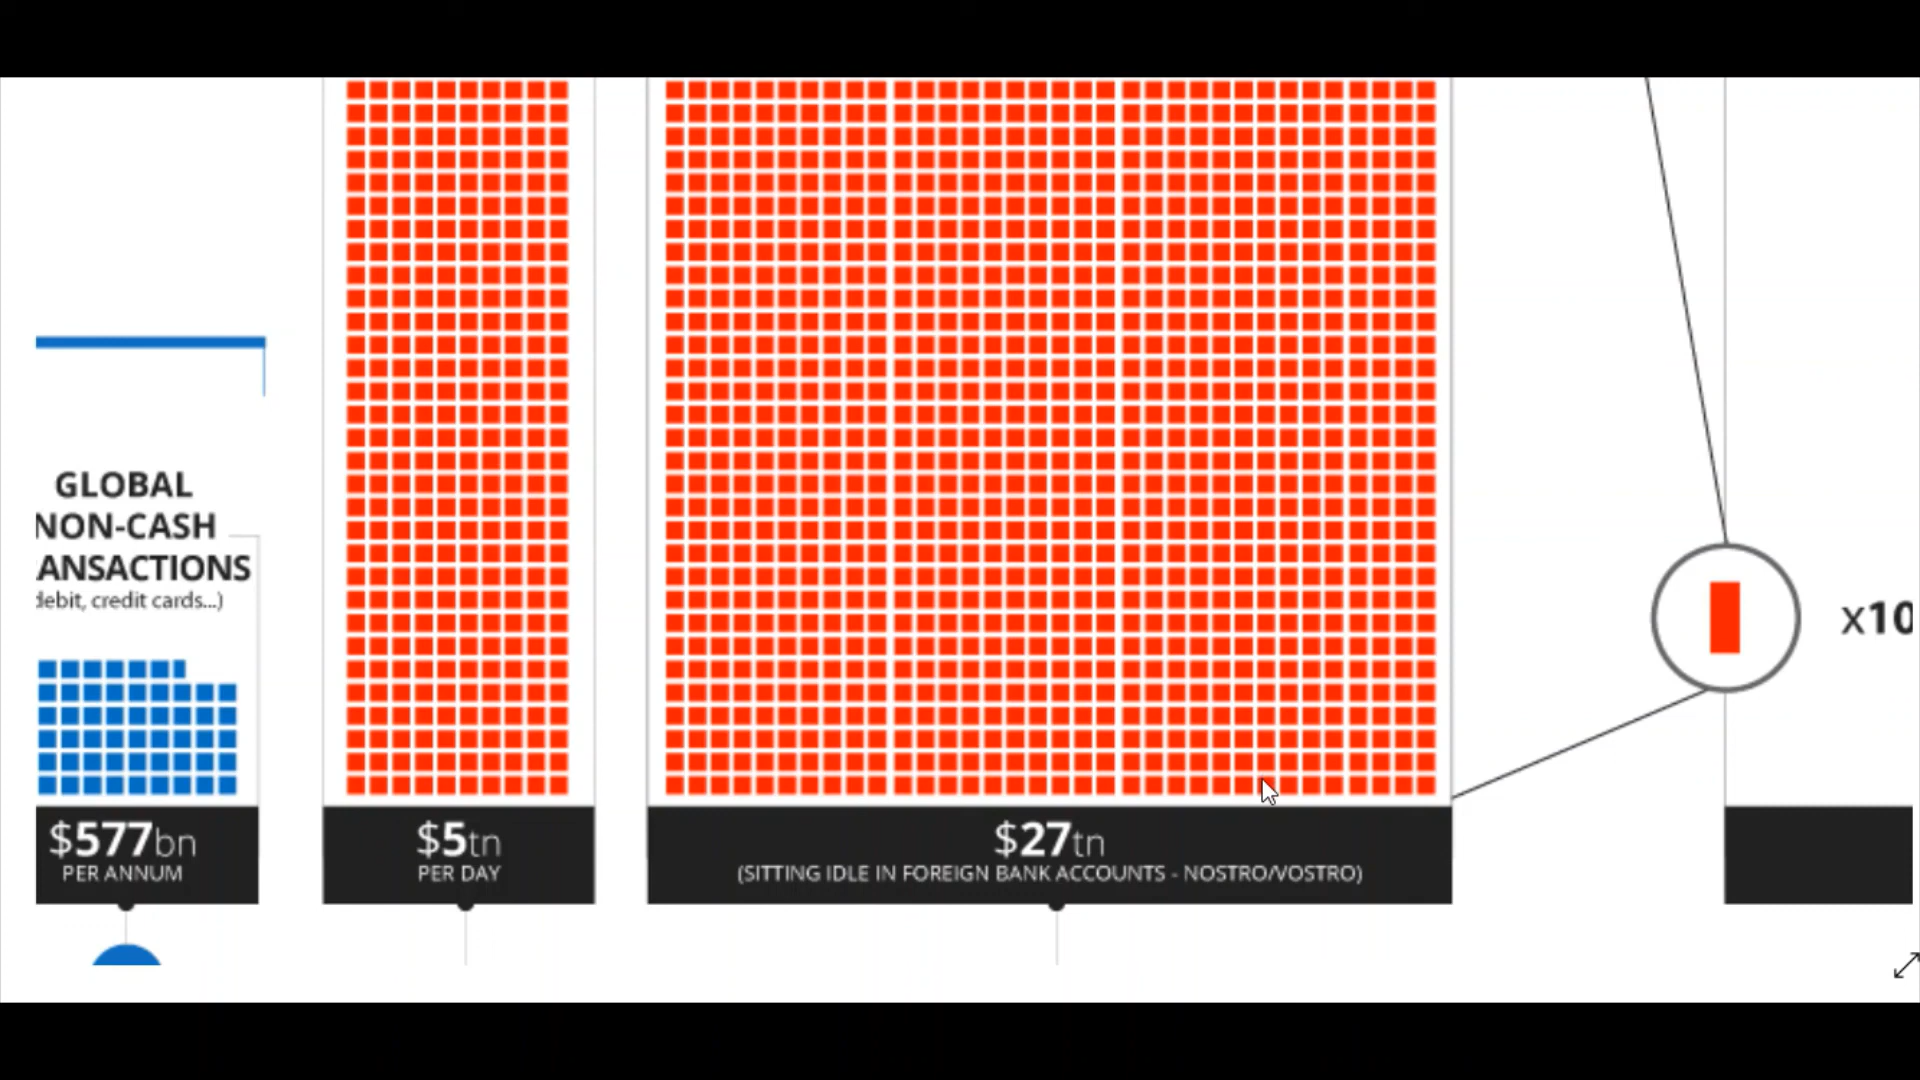 GLOBAL
NON-CASH
ANSACTIONS
debit, credit cards...)
$577bn
PER ANNUM
$5tn
PER DAY
$27tn
(SITTING IDLE IN FOREIGN BANK ACCOUNTS - NOSTRO/VOSTRO)
x10